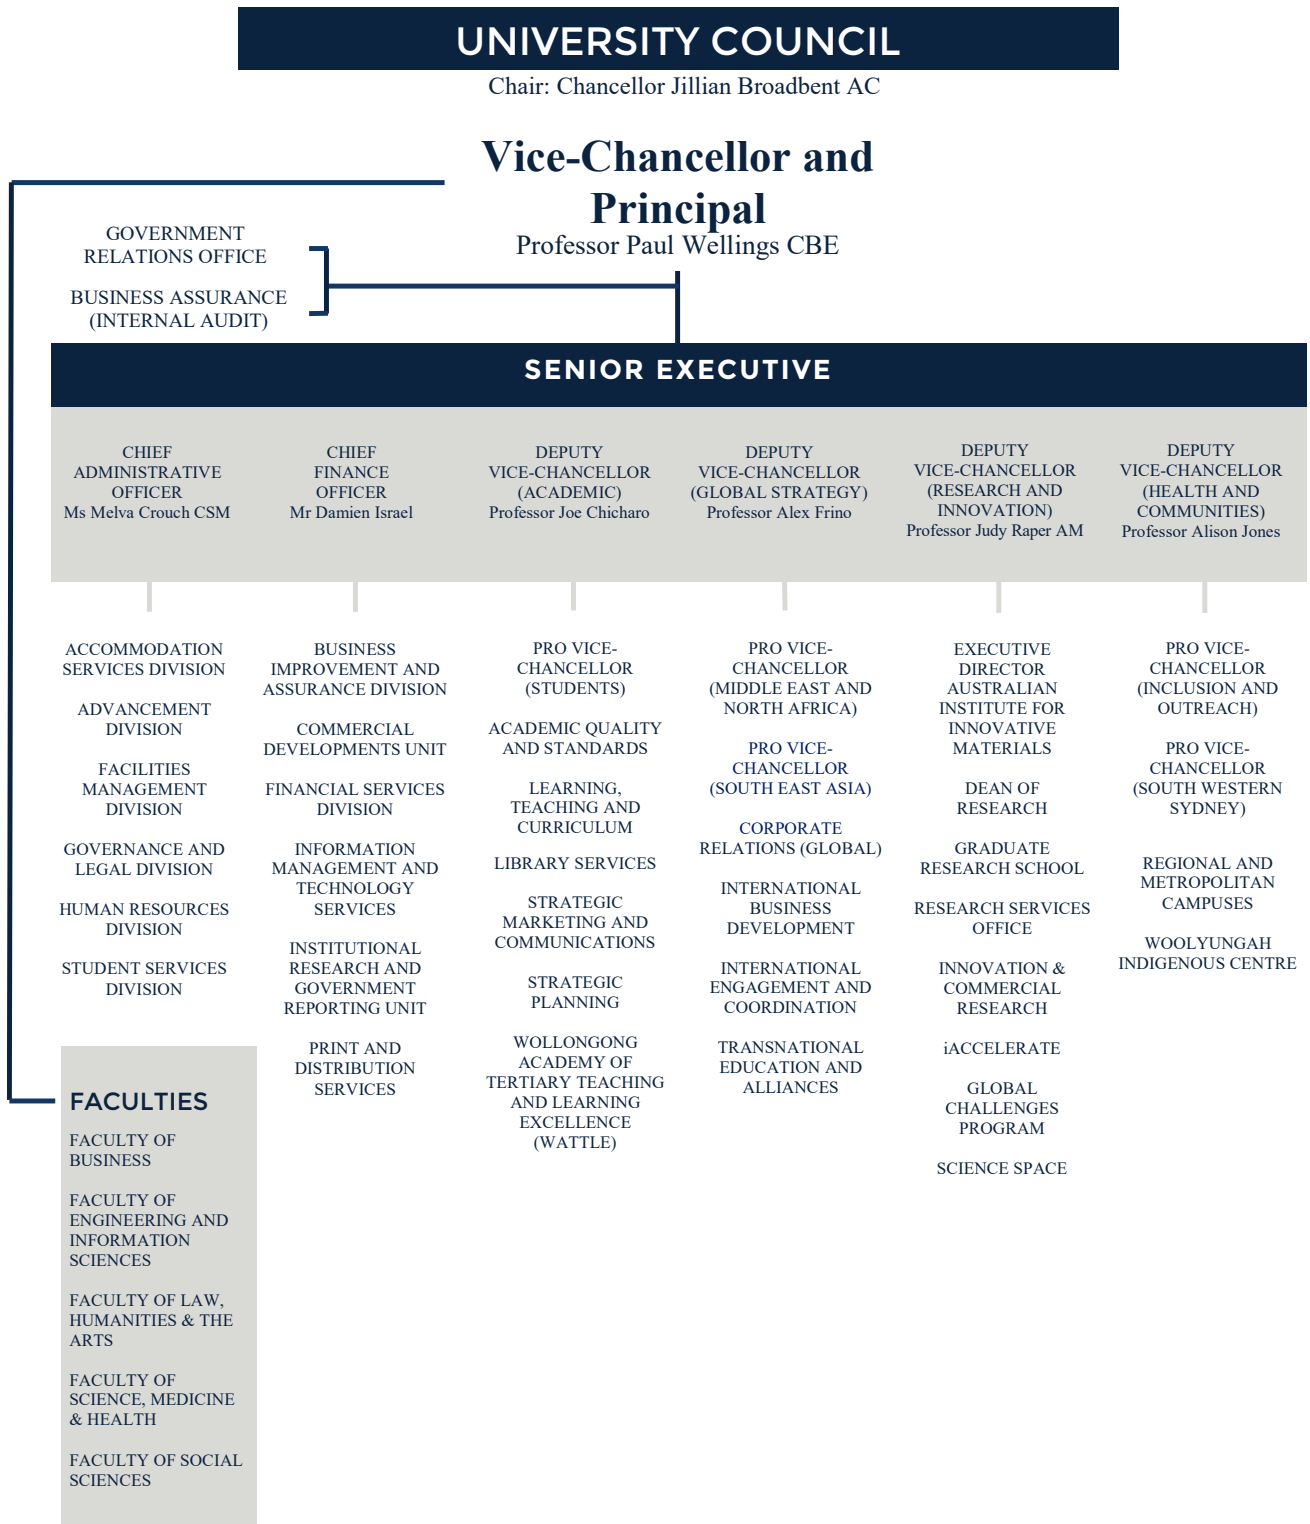 UNIVERSITY COUNCIL
Chair: Chancellor Jillian Broadbent AC
Vice-Chancellor and
Principal
Professor Paul Wellings CBE
GOVERNMENT
RELATIONS OFFICE
BUSINESS ASSURANCE
(INTERNAL AUDIT)
SENIOR EXECUTIVE
CHIEF
ADMINISTRATIVE
OFFICER
Ms Melva Crouch CSM
CHIEF
FINANCE
OFFICER
Mr Damien Israel
DEPUTY
VICE-CHANCELLOR
(ACADEMIC)
Professor Joe Chicharo
DEPUTY
VICE-CHANCELLOR
(GLOBAL STRATEGY)
Professor Alex Frino
DEPUTY
VICE-CHANCELLOR
(RESEARCH AND
INNOVATION)
Professor Judy Raper AM
DEPUTY
VICE-CHANCELLOR
(HEALTH AND
COMMUNITIES)
Professor Alison Jones
ACCOMMODATION
SERVICES DIVISION
ADVANCEMENT
DIVISION
FACILITIES
MANAGEMENT
DIVISION
GOVERNANCE AND
LEGAL DIVISION
HUMAN RESOURCES
DIVISION
STUDENT SERVICES
DIVISION
BUSINESS
IMPROVEMENT AND
ASSURANCE DIVISION
COMMERCIAL
DEVELOPMENTS UNIT
FINANCIAL SERVICES
DIVISION
INFORMATION
MANAGEMENT AND
TECHNOLOGY
SERVICES
INSTITUTIONAL
RESEARCH AND
GOVERNMENT
REPORTING UNIT
PRINT AND
DISTRIBUTION
SERVICES
PRO VICE-
CHANCELLOR
(STUDENTS)
ACADEMIC QUALITY
AND STANDARDS
LEARNING,
TEACHING AND
CURRICULUM
LIBRARY SERVICES
STRATEGIC
MARKETING AND
COMMUNICATIONS
STRATEGIC
PLANNING
WOLLONGONG
ACADEMY OF
TERTIARY TEACHING
AND LEARNING
EXCELLENCE
(WATTLE)
PRO VICE-
CHANCELLOR
(MIDDLE EAST AND
NORTH AFRICA)
PRO VICE-
CHANCELLOR
(SOUTH EAST ASIA)
CORPORATE
RELATIONS (GLOBAL)
INTERNATIONAL
BUSINESS
DEVELOPMENT
INTERNATIONAL
ENGAGEMENT AND
COORDINATION
TRANSNATIONAL
EDUCATION AND
ALLIANCES
EXECUTIVE
DIRECTOR
AUSTRALIAN
INSTITUTE FOR
INNOVATIVE
MATERIALS
DEAN OF
RESEARCH
GRADUATE
RESEARCH SCHOOL
RESEARCH SERVICES
OFFICE
INNOVATION &
COMMERCIAL
RESEARCH
iACCELERATE
GLOBAL
CHALLENGES
PROGRAM
SCIENCE SPACE
PRO VICE-
CHANCELLOR
(INCLUSION AND
OUTREACH)
PRO VICE-
CHANCELLOR
(SOUTH WESTERN
SYDNEY)
REGIONAL AND
METROPOLITAN
CAMPUSES
WOOLYUNGAH
INDIGENOUS CENTRE
FACULTIES
FACULTY OF
BUSINESS
FACULTY OF
ENGINEERING AND
INFORMATION
SCIENCES
FACULTY OF LAW,
HUMANITIES & THE
ARTS
FACULTY OF
SCIENCE, MEDICINE
& HEALTH
FACULTY OF SOCIAL
SCIENCES